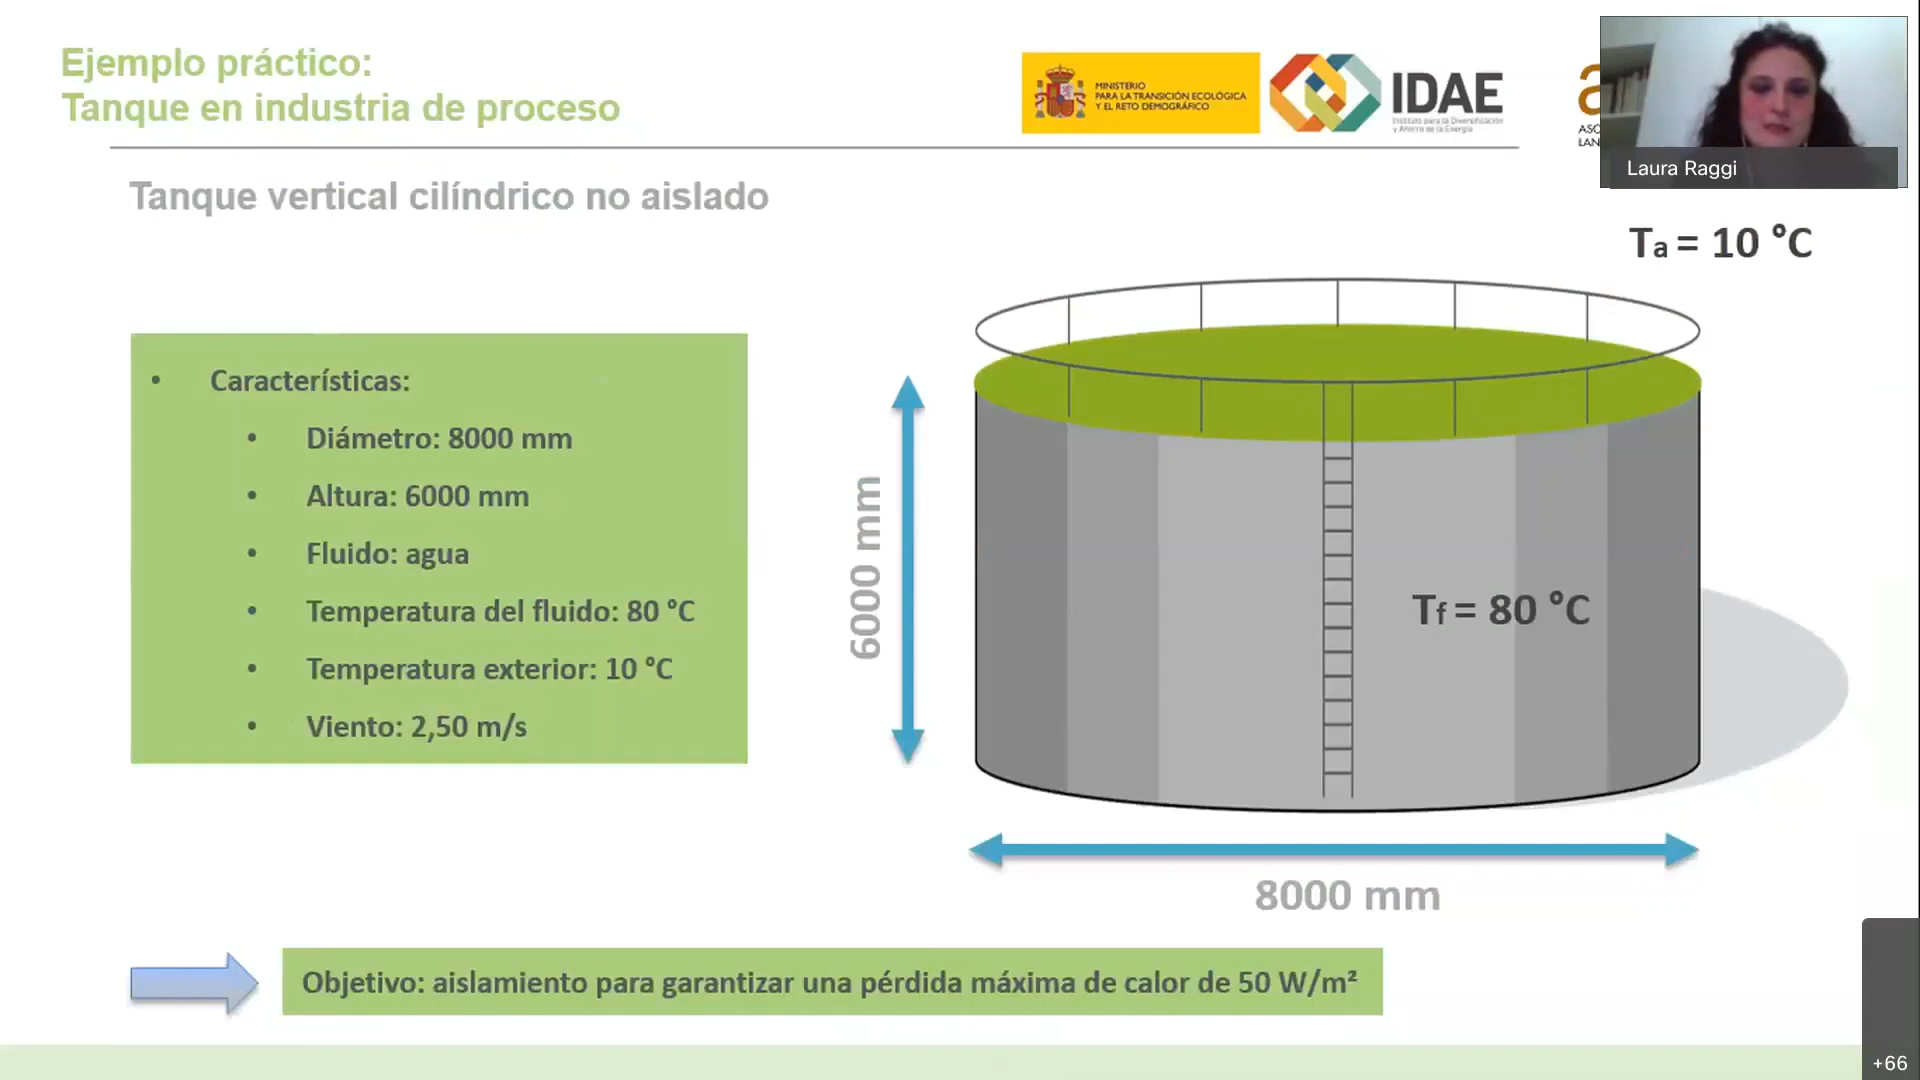 Ejemplo práctico:
Tanque en industria de proceso
MINISTERIO
PARA LA TRANSICIÓN ECOLÓGICA
Y EL RETO DEMOGRÁFICO
IDAE
Instituto para la Diversificación
y Ahorro de la Energía
a
ASO
LAN
Laura Raggi
Tanque vertical cilíndrico no aislado
Ta = 10 °C
• Características:
• Diámetro: 8000 mm
• Altura: 6000 mm
• Fluido: agua
• Temperatura del fluido: 80 °C
• Temperatura exterior: 10 °C
• Viento: 2,50 m/s
6000 mm
Tf = 80 °C
8000 mm
Objetivo: aislamiento para garantizar una pérdida máxima de calor de 50 W/m²
+66